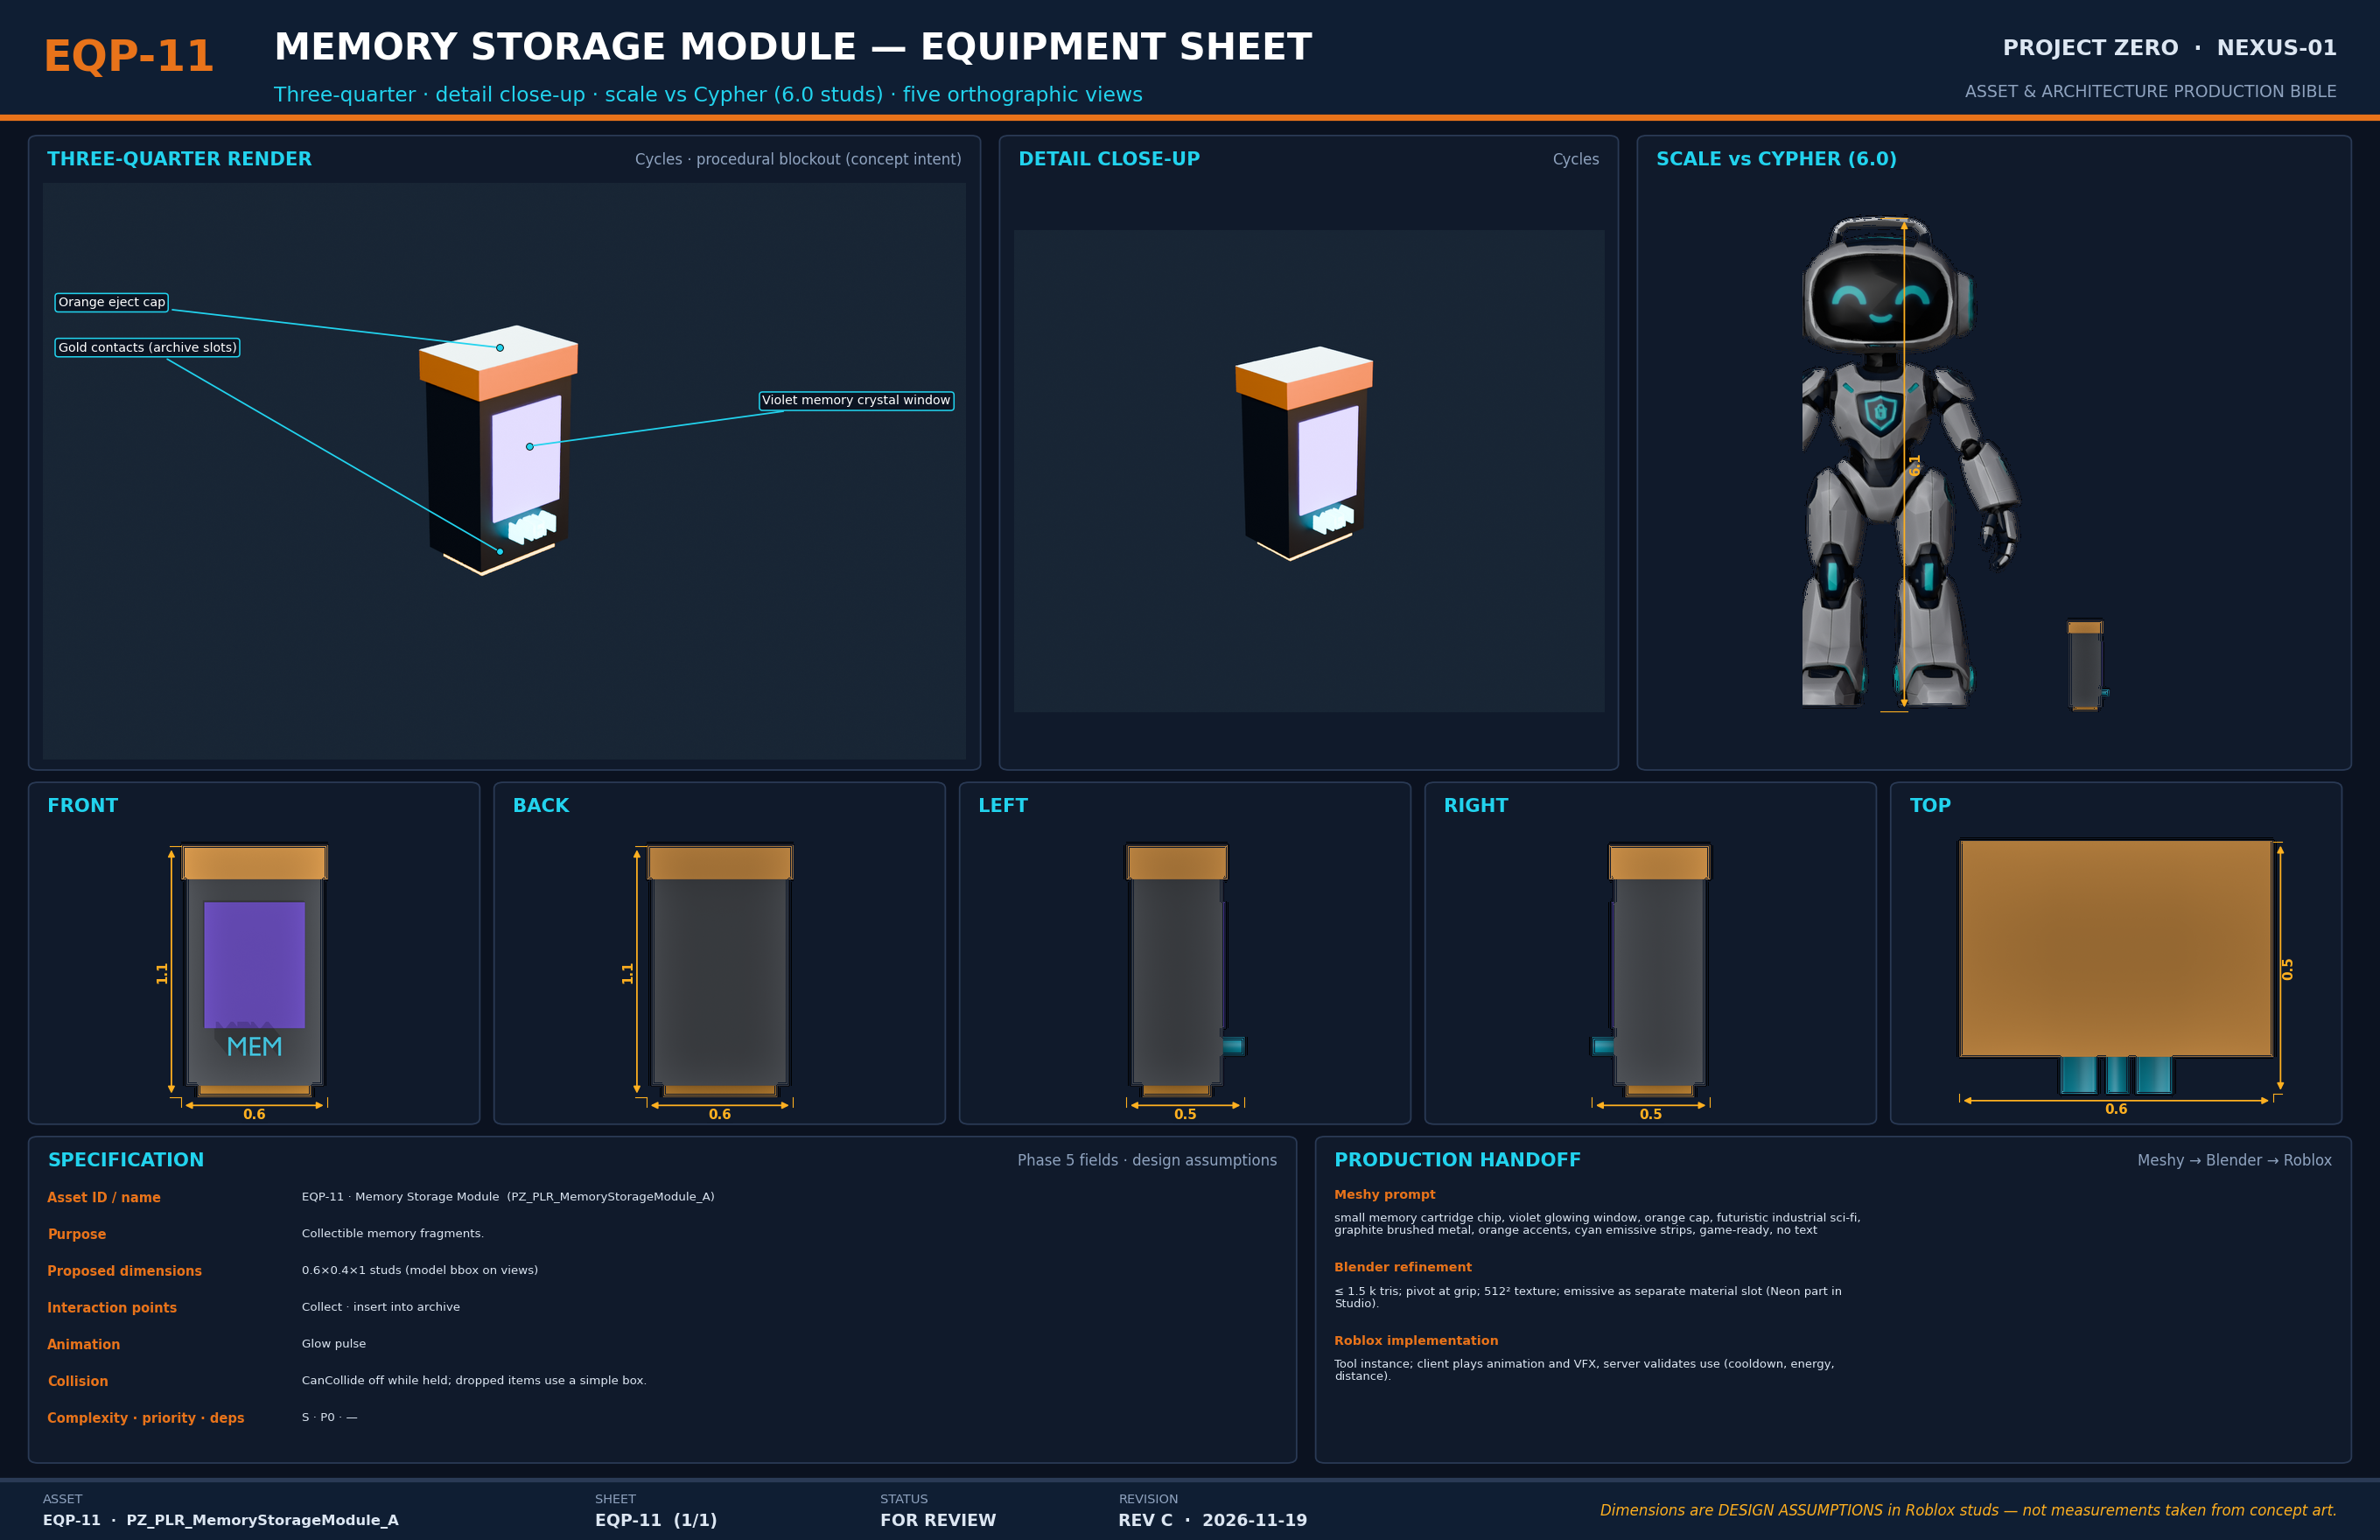 EQP-11
MEMORY STORAGE MODULE — EQUIPMENT SHEET
Three-quarter · detail close-up · scale vs Cypher (6.0 studs) · five orthographic views
PROJECT ZERO · NEXUS-01
ASSET & ARCHITECTURE PRODUCTION BIBLE
THREE-QUARTER RENDER
Cycles · procedural blockout (concept intent)
Orange eject cap
Gold contacts (archive slots)
Violet memory crystal window
DETAIL CLOSE-UP
Cycles
SCALE vs CYPHER (6.0)
6.1
FRONT
1.1
MEM
0.6
BACK
1.1
0.6
LEFT
0.5
RIGHT
0.5
TOP
0.5
0.6
SPECIFICATION
Phase 5 fields · design assumptions
Asset ID / name
EQP-11 · Memory Storage Module (PZ_PLR_MemoryStorageModule_A)
Purpose
Collectible memory fragments.
Proposed dimensions
0.6×0.4×1 studs (model bbox on views)
Interaction points
Collect · insert into archive
Animation
Glow pulse
Collision
CanCollide off while held; dropped items use a simple box.
Complexity · priority · deps
S · P0 · —
PRODUCTION HANDOFF
Meshy → Blender → Roblox
Meshy prompt
small memory cartridge chip, violet glowing window, orange cap, futuristic industrial sci-fi,
graphite brushed metal, orange accents, cyan emissive strips, game-ready, no text
Blender refinement
≤ 1.5 k tris; pivot at grip; 512² texture; emissive as separate material slot (Neon part in
Studio).
Roblox implementation
Tool instance; client plays animation and VFX, server validates use (cooldown, energy,
distance).
ASSET
EQP-11 · PZ_PLR_MemoryStorageModule_A
SHEET
EQP-11 (1/1)
STATUS
FOR REVIEW
REVISION
REV C · 2026-11-19
Dimensions are DESIGN ASSUMPTIONS in Roblox studs — not measurements taken from concept art.